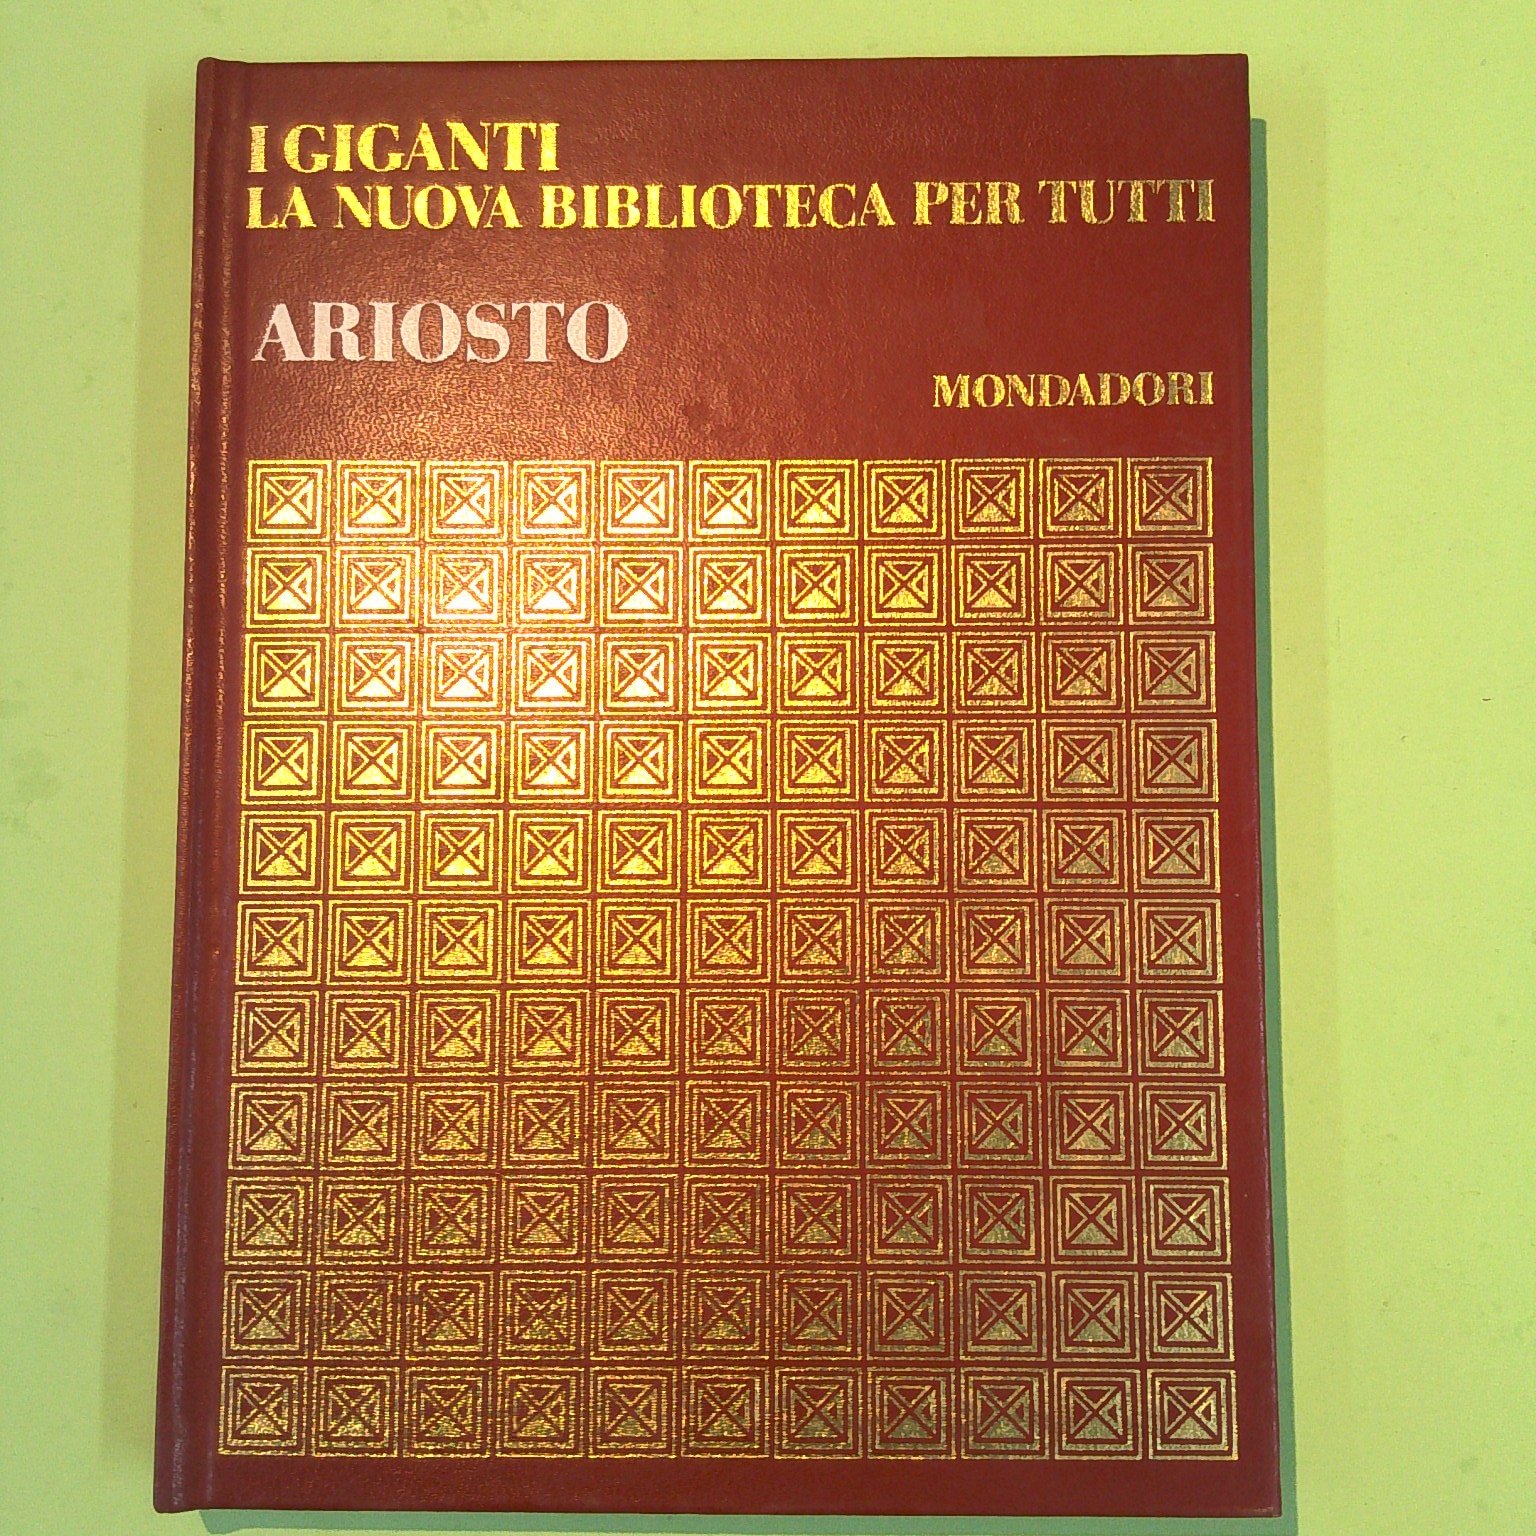 I GIGANTI
LA NUOVA BIBLIOTECA PER TUTTI
ARIOSTO
MONDADORI